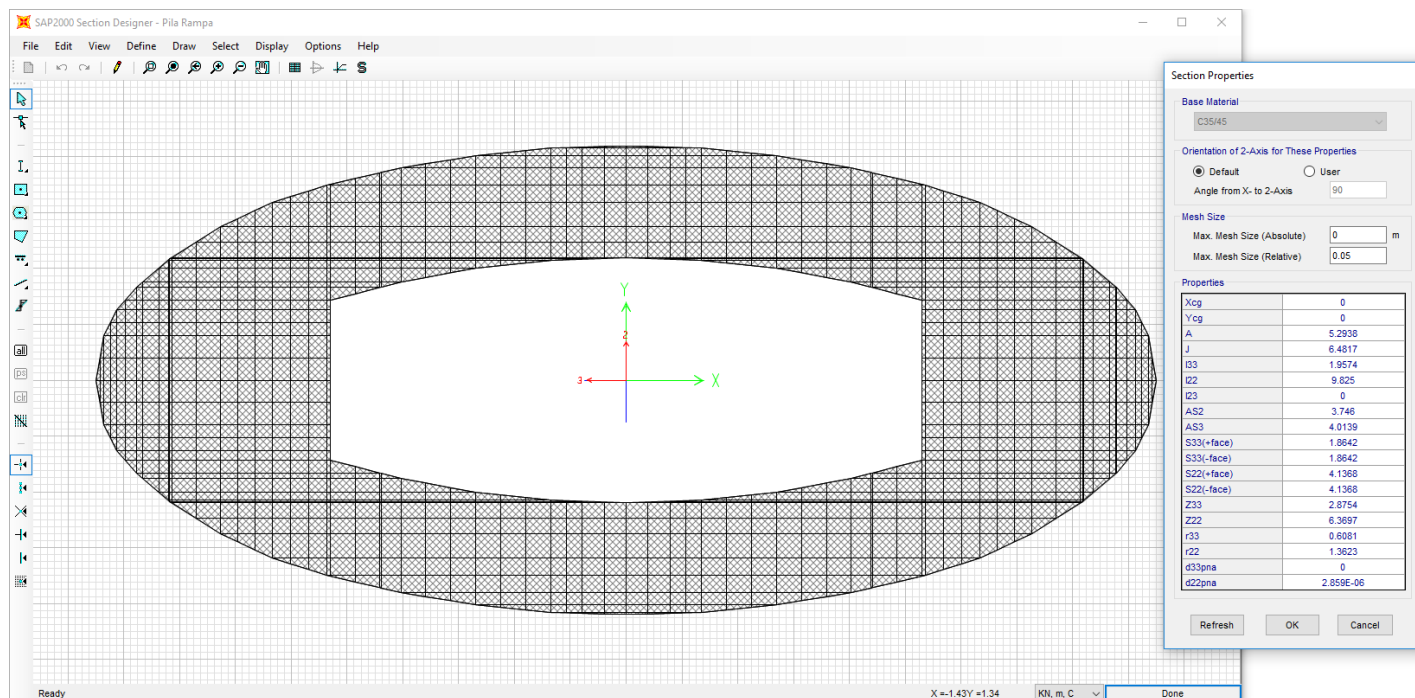 SAP2000 Section Designer - Pila Rampa
File Edit View Define Draw Select Display Options Help
S
all
ps
clr
Y
2
3
X
Ready
X =-1.43Y =1.34
KN, m, C
Done
Section Properties
Base Material
C35/45
Orientation of 2-Axis for These Properties
Default User
Angle from X- to 2-Axis 90
Mesh Size
Max. Mesh Size (Absolute) 0 m
Max. Mesh Size (Relative) 0.05
Properties
Xcg 0
Ycg 0
A 5.2938
J 6.4817
I33 1.9574
I22 9.825
I23 0
AS2 3.746
AS3 4.0139
S33(+face) 1.8642
S33(-face) 1.8642
S22(+face) 4.1368
S22(-face) 4.1368
Z33 2.8754
Z22 6.3697
r33 0.6081
r22 1.3623
d33pna 0
d22pna 2.859E-06
Refresh OK Cancel